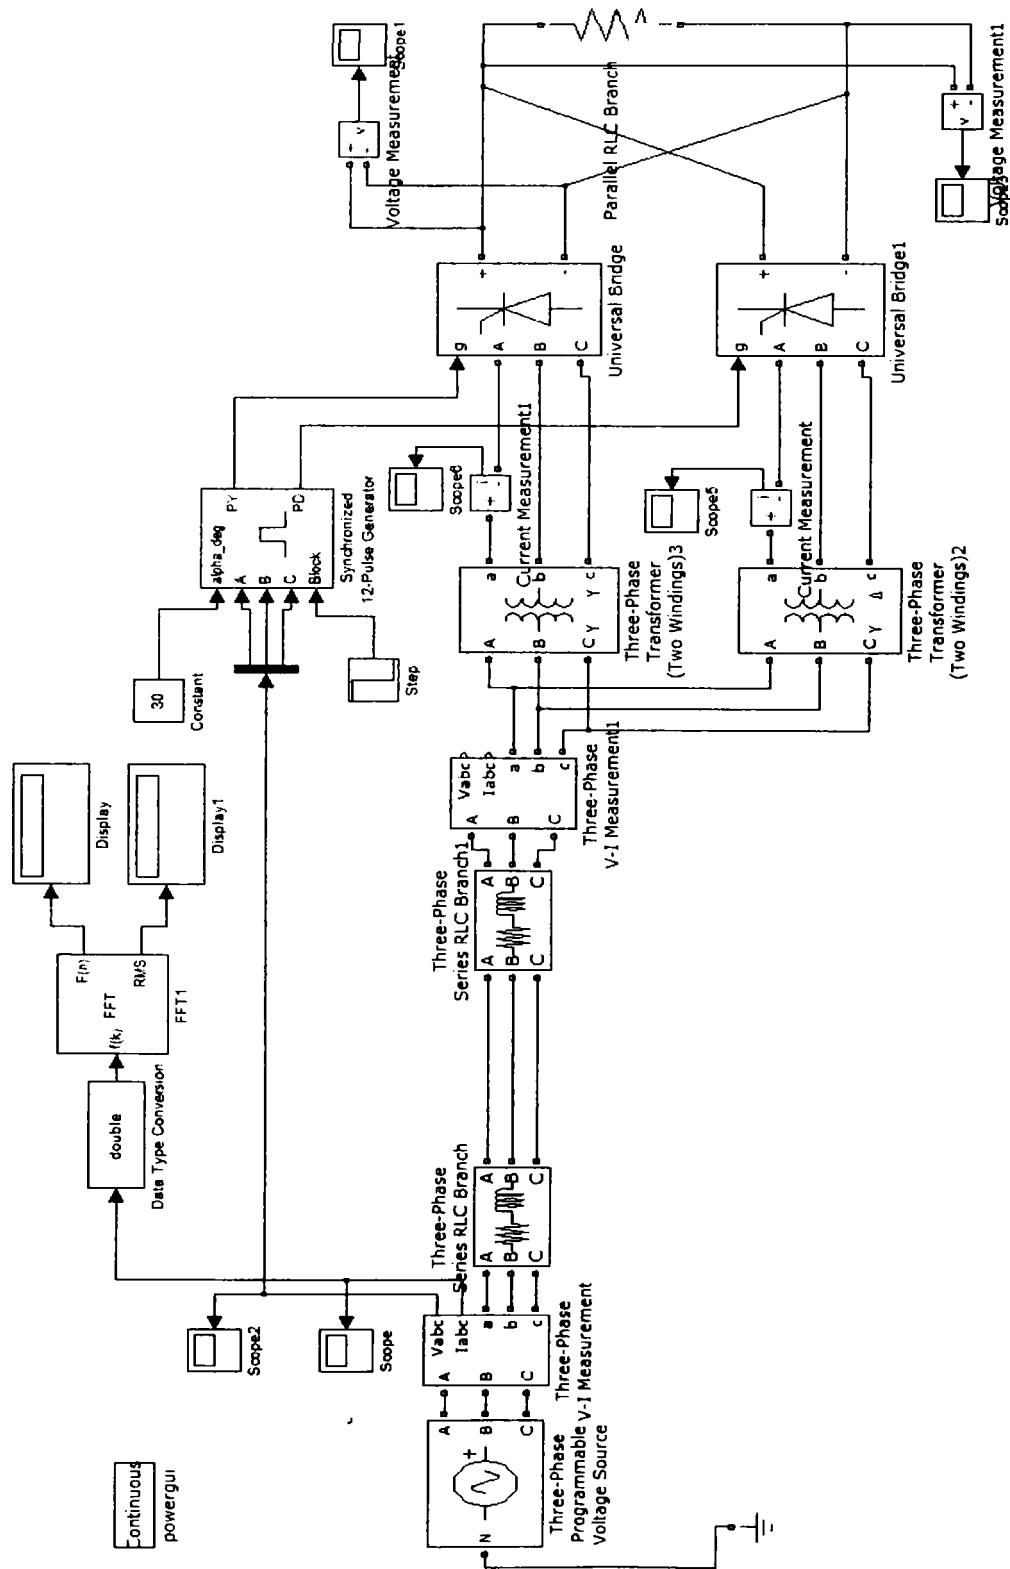 Continuous
powergui
N
A
B
C
Three-Phase
Programmable
Voltage Source
Vabc
Iabc
A
B
C
a
b
c
Three-Phase
V-I Measurement
Scope2
Scope
double
Data Type Conversion
f(k)
FFT
F(n)
RMS
FFT1
Display
Display1
Three-Phase
Series RLC Branch
A
B
C
A
B
C
Three-Phase
Series RLC Branch1
A
B
C
A
B
C
Vabc
Iabc
A
B
C
a
b
c
Three-Phase
V-I Measurement1
30
Constant
Step
alpha_deg
A
B
C
Block
PY
PD
Synchronized
12-Pulse Generator
A
B
C
a
b
c
Y
Y
Three-Phase
Transformer
(Two Windings)3
A
B
C
a
b
c
Y
Δ
Three-Phase
Transformer
(Two Windings)2
Scope6
+
-
i
Current Measurement1
Scope5
+
-
i
Current Measurement
g
A
B
C
+
-
Universal Bridge
g
A
B
C
+
-
Universal Bridge1
Scope1
+
-
v
Voltage Measurement
Parallel RLC Branch
+
-
v
Voltage Measurement1